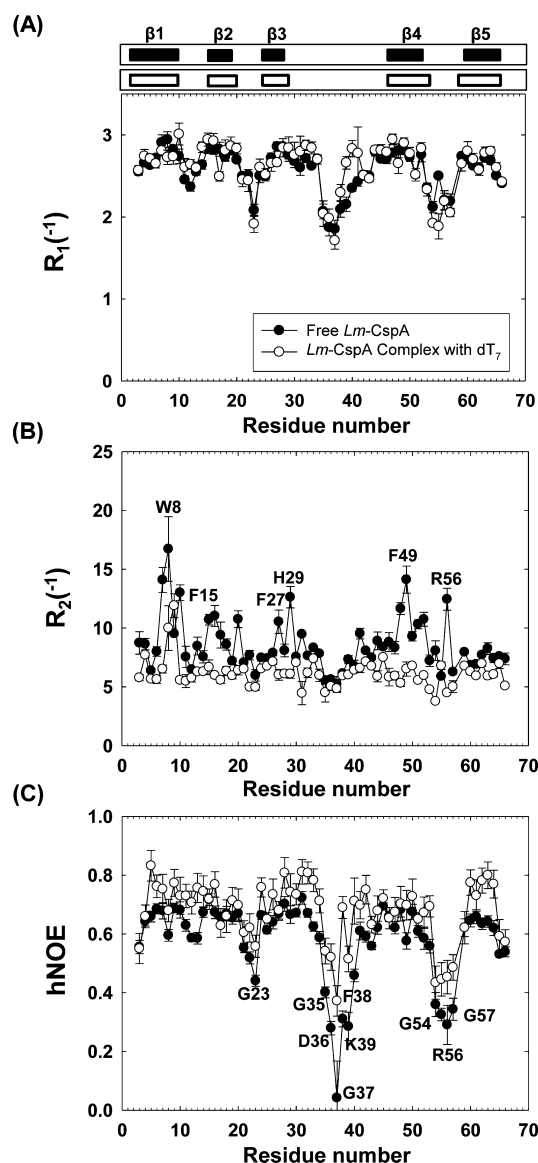 (A)
β1 β2 β3 β4 β5
3
2
1
0
R₁(⁻¹)
Free Lm-CspA
Lm-CspA Complex with dT₇
0 10 20 30 40 50 60 70
Residue number
(B)
25
20
15
10
5
0
R₂(⁻¹)
W8
F15
F27
H29
F49
R56
0 10 20 30 40 50 60 70
Residue number
(C)
1.0
0.8
0.6
0.4
0.2
0.0
hNOE
G23
G35
F38
D36
K39
G37
G54
G57
R56
0 10 20 30 40 50 60 70
Residue number